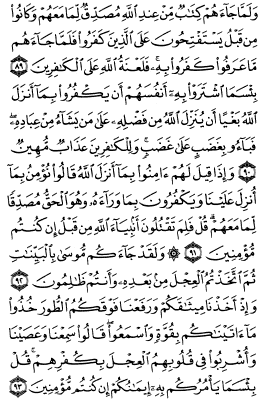 وَلَمَّا جَاءَهُمْ كِتَٰبٌ مِّنْ عِندِ ٱللَّهِ مُصَدِّقٌ لِّمَا مَعَهُمْ وَكَانُوا۟
مِن قَبْلُ يَسْتَفْتِحُونَ عَلَى ٱلَّذِينَ كَفَرُوا۟ فَلَمَّا جَاءَهُم
مَّا عَرَفُوا۟ كَفَرُوا۟ بِهِۦ فَلَعْنَةُ ٱللَّهِ عَلَى ٱلْكَٰفِرِينَ ٨٩
بِئْسَمَا ٱشْتَرَوْا۟ بِهِۦٓ أَنفُسَهُمْ أَن يَكْفُرُوا۟ بِمَآ أَنزَلَ
ٱللَّهُ بَغْيًا أَن يُنَزِّلَ ٱللَّهُ مِن فَضْلِهِۦ عَلَىٰ مَن يَشَآءُ مِنْ عِبَادِهِۦ ۖ
فَبَآءُو بِغَضَبٍ عَلَىٰ غَضَبٍ ۚ وَلِلْكَٰفِرِينَ عَذَابٌ مُّهِينٌ
٩٠ وَإِذَا قِيلَ لَهُمْ ءَامِنُوا۟ بِمَآ أَنزَلَ ٱللَّهُ قَالُوا۟ نُؤْمِنُ بِمَآ
أُنزِلَ عَلَيْنَا وَيَكْفُرُونَ بِمَا وَرَآءَهُۥ وَهُوَ ٱلْحَقُّ مُصَدِّقًا
لِّمَا مَعَهُمْ ۗ قُلْ فَلِمَ تَقْتُلُونَ أَنۢبِيَآءَ ٱللَّهِ مِن قَبْلُ إِن كُنتُم
مُّؤْمِنِينَ ٩١ ۞ وَلَقَدْ جَآءَكُم مُّوسَىٰ بِٱلْبَيِّنَٰتِ
ثُمَّ ٱتَّخَذْتُمُ ٱلْعِجْلَ مِنۢ بَعْدِهِۦ وَأَنتُمْ ظَٰلِمُونَ ٩٢
وَإِذْ أَخَذْنَا مِيثَٰقَكُمْ وَرَفَعْنَا فَوْقَكُمُ ٱلطُّورَ خُذُوا۟
مَآ ءَاتَيْنَٰكُم بِقُوَّةٍ وَٱسْمَعُوا۟ ۖ قَالُوا۟ سَمِعْنَا وَعَصَيْنَا
وَأُشْرِبُوا۟ فِى قُلُوبِهِمُ ٱلْعِجْلَ بِكُفْرِهِمْ ۚ قُلْ
بِئْسَمَا يَأْمُرُكُم بِهِۦٓ إِيمَٰنُكُمْ إِن كُنتُم مُّؤْمِنِينَ ٩٣